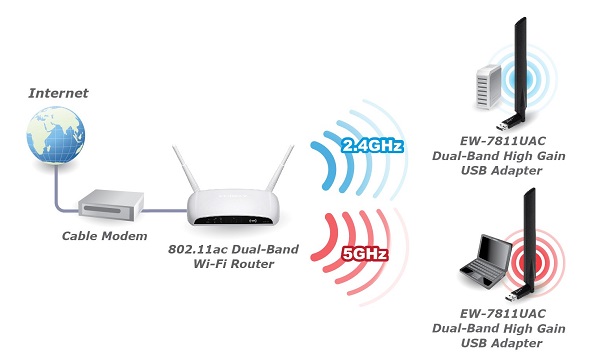 Internet
Cable Modem
802.11ac Dual-Band
Wi-Fi Router
2.4GHz
5GHz
EW-7811UAC
Dual-Band High Gain
USB Adapter
EW-7811UAC
Dual-Band High Gain
USB Adapter